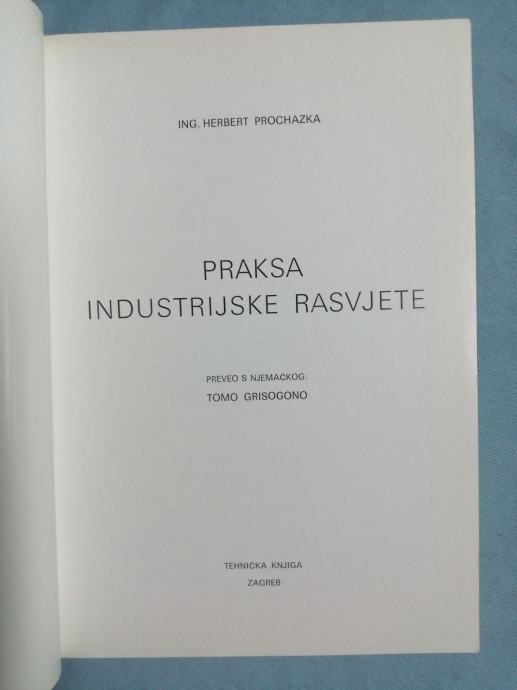 ING. HERBERT PROCHAZKA
PRAKSA
INDUSTRIJSKE RASVJETE
PREVEO S NJEMAČKOG:
TOMO GRISOGONO
TEHNIČKA KNJIGA
ZAGREB